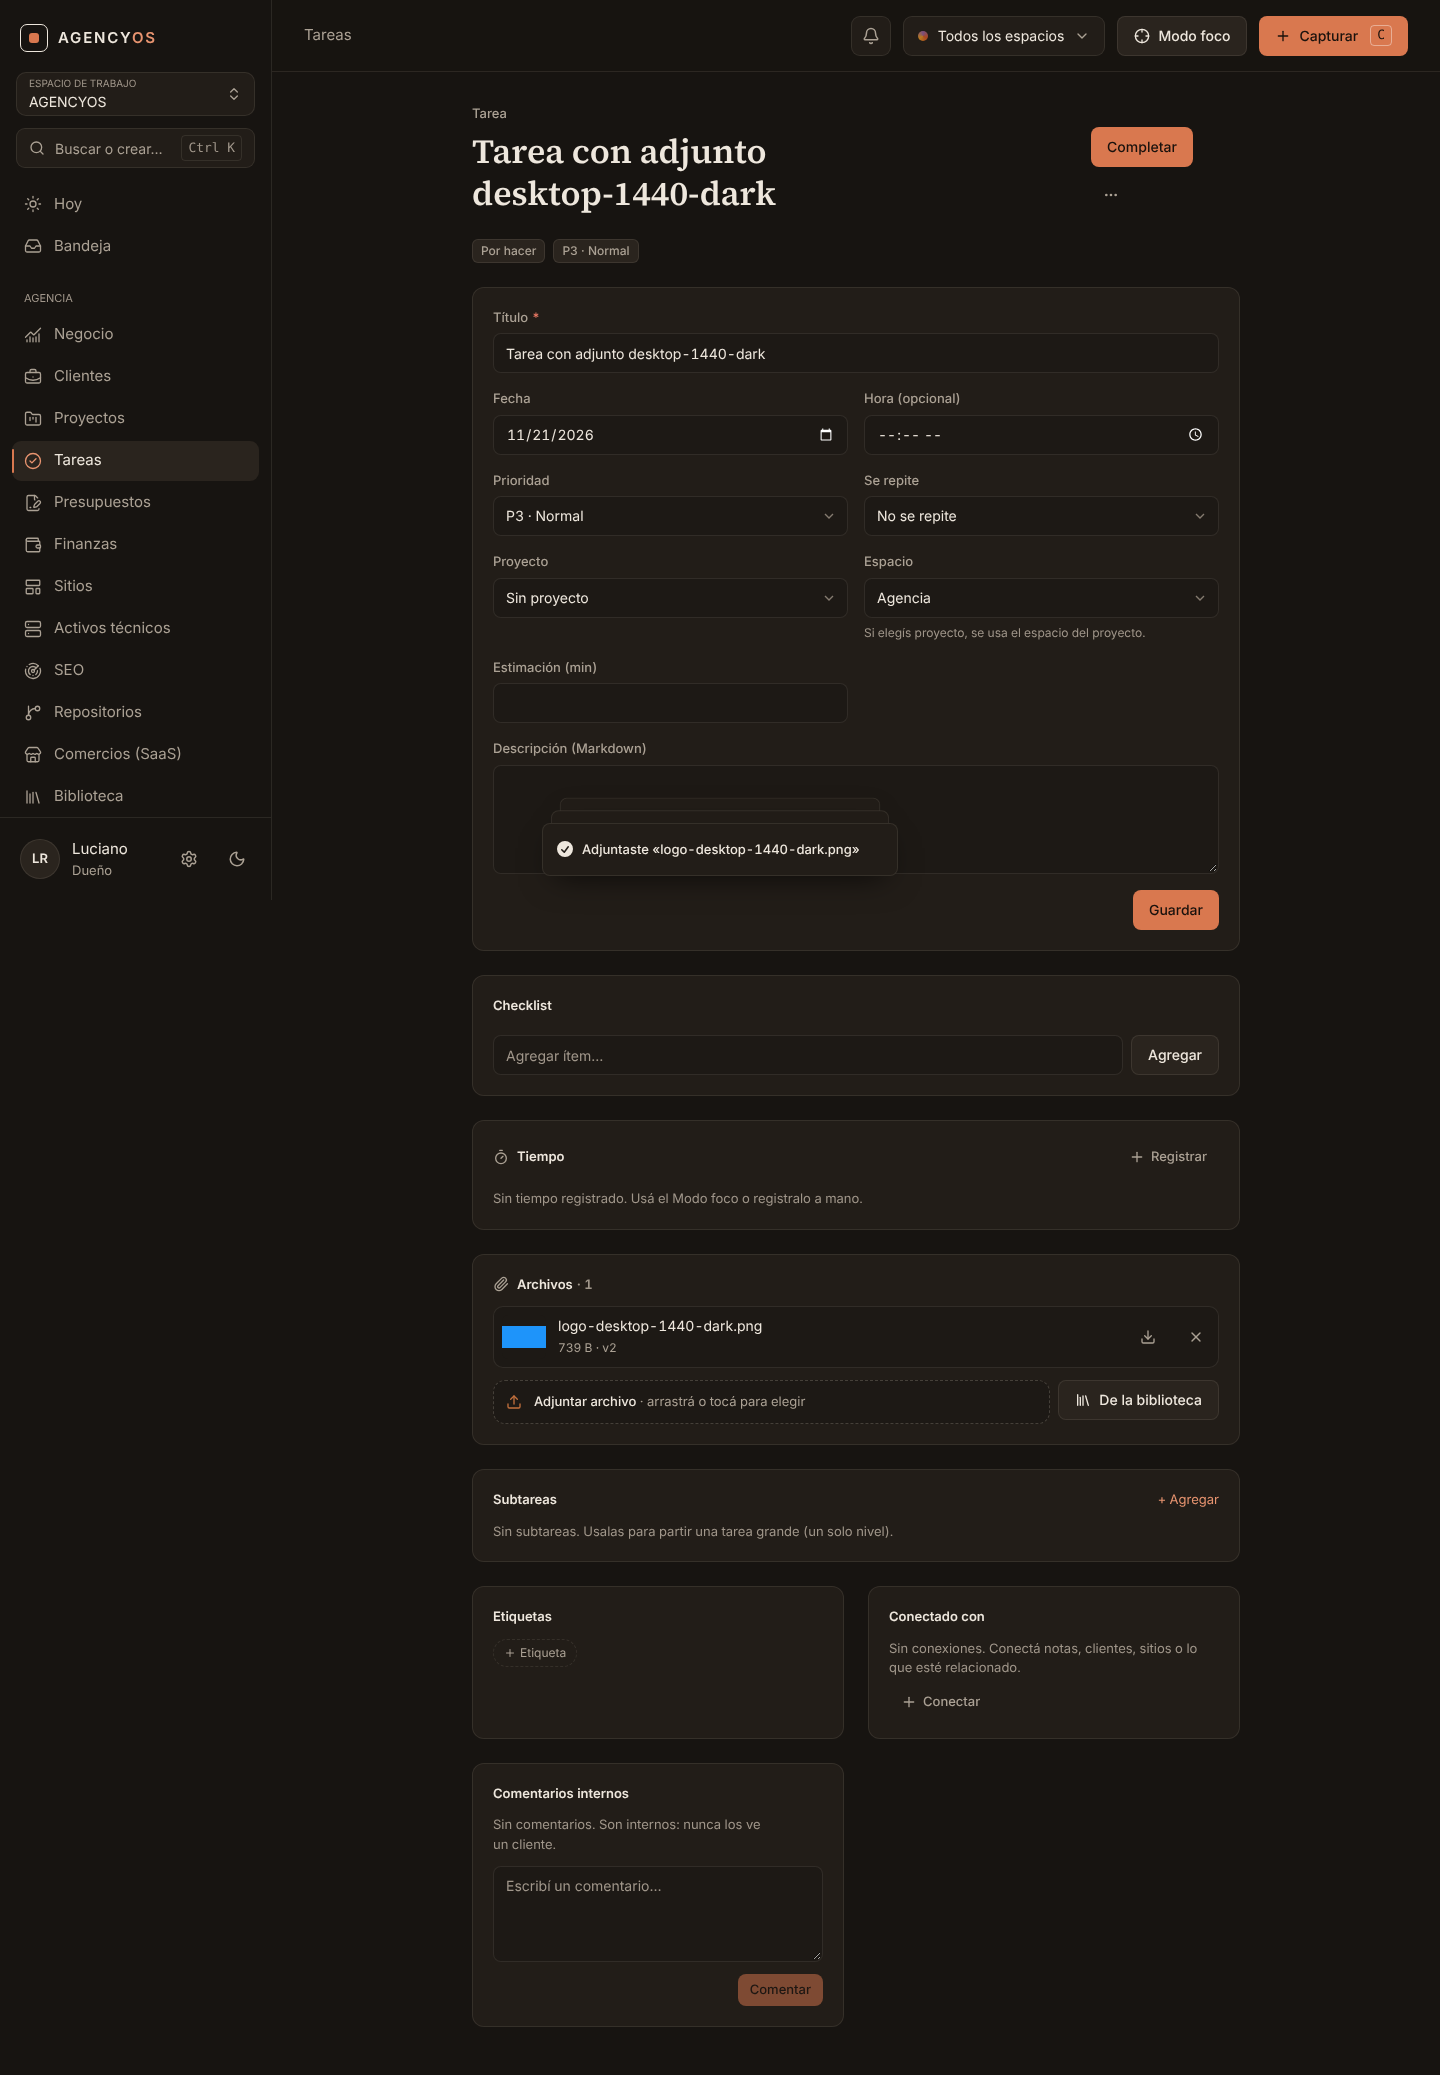 AGENCYOS
ESPACIO DE TRABAJO
AGENCYOS
Buscar o crear...
Ctrl K
Hoy
Bandeja
AGENCIA
Negocio
Clientes
Proyectos
Tareas
Presupuestos
Finanzas
Sitios
Activos técnicos
SEO
Repositorios
Comercios (SaaS)
Biblioteca
LR
Luciano
Dueño
Tareas
Todos los espacios
Modo foco
Capturar
C
Tarea
Tarea con adjunto
desktop-1440-dark
Completar
Por hacer
P3 · Normal
Título *
Tarea con adjunto desktop-1440-dark
Fecha
Hora (opcional)
11/21/2026
--:-- --
Prioridad
Se repite
P3 · Normal
No se repite
Proyecto
Espacio
Sin proyecto
Agencia
Si elegís proyecto, se usa el espacio del proyecto.
Estimación (min)
Descripción (Markdown)
Adjuntaste «logo-desktop-1440-dark.png»
Guardar
Checklist
Agregar ítem...
Agregar
Tiempo
Registrar
Sin tiempo registrado. Usá el Modo foco o registralo a mano.
Archivos · 1
logo-desktop-1440-dark.png
739 B · v2
Adjuntar archivo · arrastrá o tocá para elegir
De la biblioteca
Subtareas
+ Agregar
Sin subtareas. Usalas para partir una tarea grande (un solo nivel).
Etiquetas
+ Etiqueta
Conectado con
Sin conexiones. Conectá notas, clientes, sitios o lo
que esté relacionado.
+ Conectar
Comentarios internos
Sin comentarios. Son internos: nunca los ve
un cliente.
Escribí un comentario...
Comentar